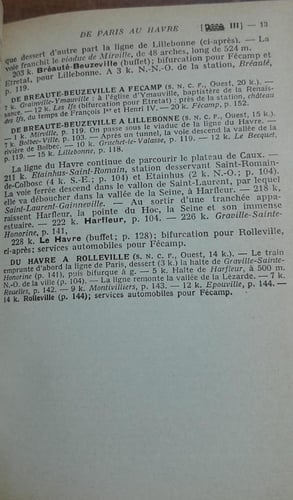 DE PARIS AU HAVRE [ III] — 13
que dessert d'autre part la ligne de Lillebonne (ci-après). — La
voie franchit le viaduc de Mirville, de 48 arches, long de 524 m.
203 k. Bréauté-Beuzeville (buffet); bifurcation pour Fécamp et
Etretat, pour Lillebonne. A 3 k. N.-N.-O. de la station, Bréauté,
p. 119.
DE BREAUTE-BEUZEVILLE A FECAMP (S. N. C. F., Ouest, 20 k.). —
7 k. Grainville-Ymauville : à l'église d'Ymauville, baptistère de la Renais-
sance. — 12 k. Les Ifs (bifurcation pour Etretat) : près de la station, château
des Ifs, du temps de François Ier et Henri IV. — 20 k. Fécamp, p. 152.
DE BREAUTE-BEUZEVILLE A LILLEBONNE (S. N. C. F., Ouest, 15 k.).
— 1 k. Mirville, p. 119. On passe sous le viaduc de la ligne du Havre. —
7 k. Bolbec-Ville, p. 103. — Après un tunnel, la voie descend la vallée de la
rivière de Bolbec. — 10 k. Gruchet-le-Valasse, p. 119. — 12 k. Le Becquet,
p. 119. — 15 k. Lillebonne, p. 118.
La ligne du Havre continue de parcourir le plateau de Caux. —
211 k. Etainhus-Saint-Romain, station desservant Saint-Romain-
de-Colbosc (4 k. S.-E.; p. 104) et Etainhus (2 k. N.-O.; p. 104).
La voie ferrée descend dans le vallon de Saint-Laurent, par lequel
elle va déboucher dans la vallée de la Seine, à Harfleur. — 218 k,
Saint-Laurent-Gainneville. — Au sortir d'une tranchée appa-
raissent Harfleur, la pointe du Hoc, la Seine et son immense
estuaire. — 222 k. Harfleur, p. 104. — 226 k. Graville-Sainte-
Honorine, p. 141,
228 k. Le Havre (buffet, p. 128); bifurcation pour Rolleville,
ci-après; services automobiles pour Fécamp.
DU HAVRE A ROLLEVILLE (S. N. C. F., Ouest, 14 k.). — Le train
emprunte d'abord la ligne de Paris, dessert (3 k.) la halte de Graville-Sainte-
Honorine (p. 141), puis bifurque à g. — 5 k. Halte de Harfleur, à 500 m.
N.-O. de la ville (p. 104). — La ligne remonte la vallée de la Lézarde. — 7 k.
Rouelles, p. 142. — 9 k. Montivilliers, p. 143. — 12 k. Epouville, p. 144.
— 14 k. Rolleville (p. 144); services automobiles pour Fécamp.